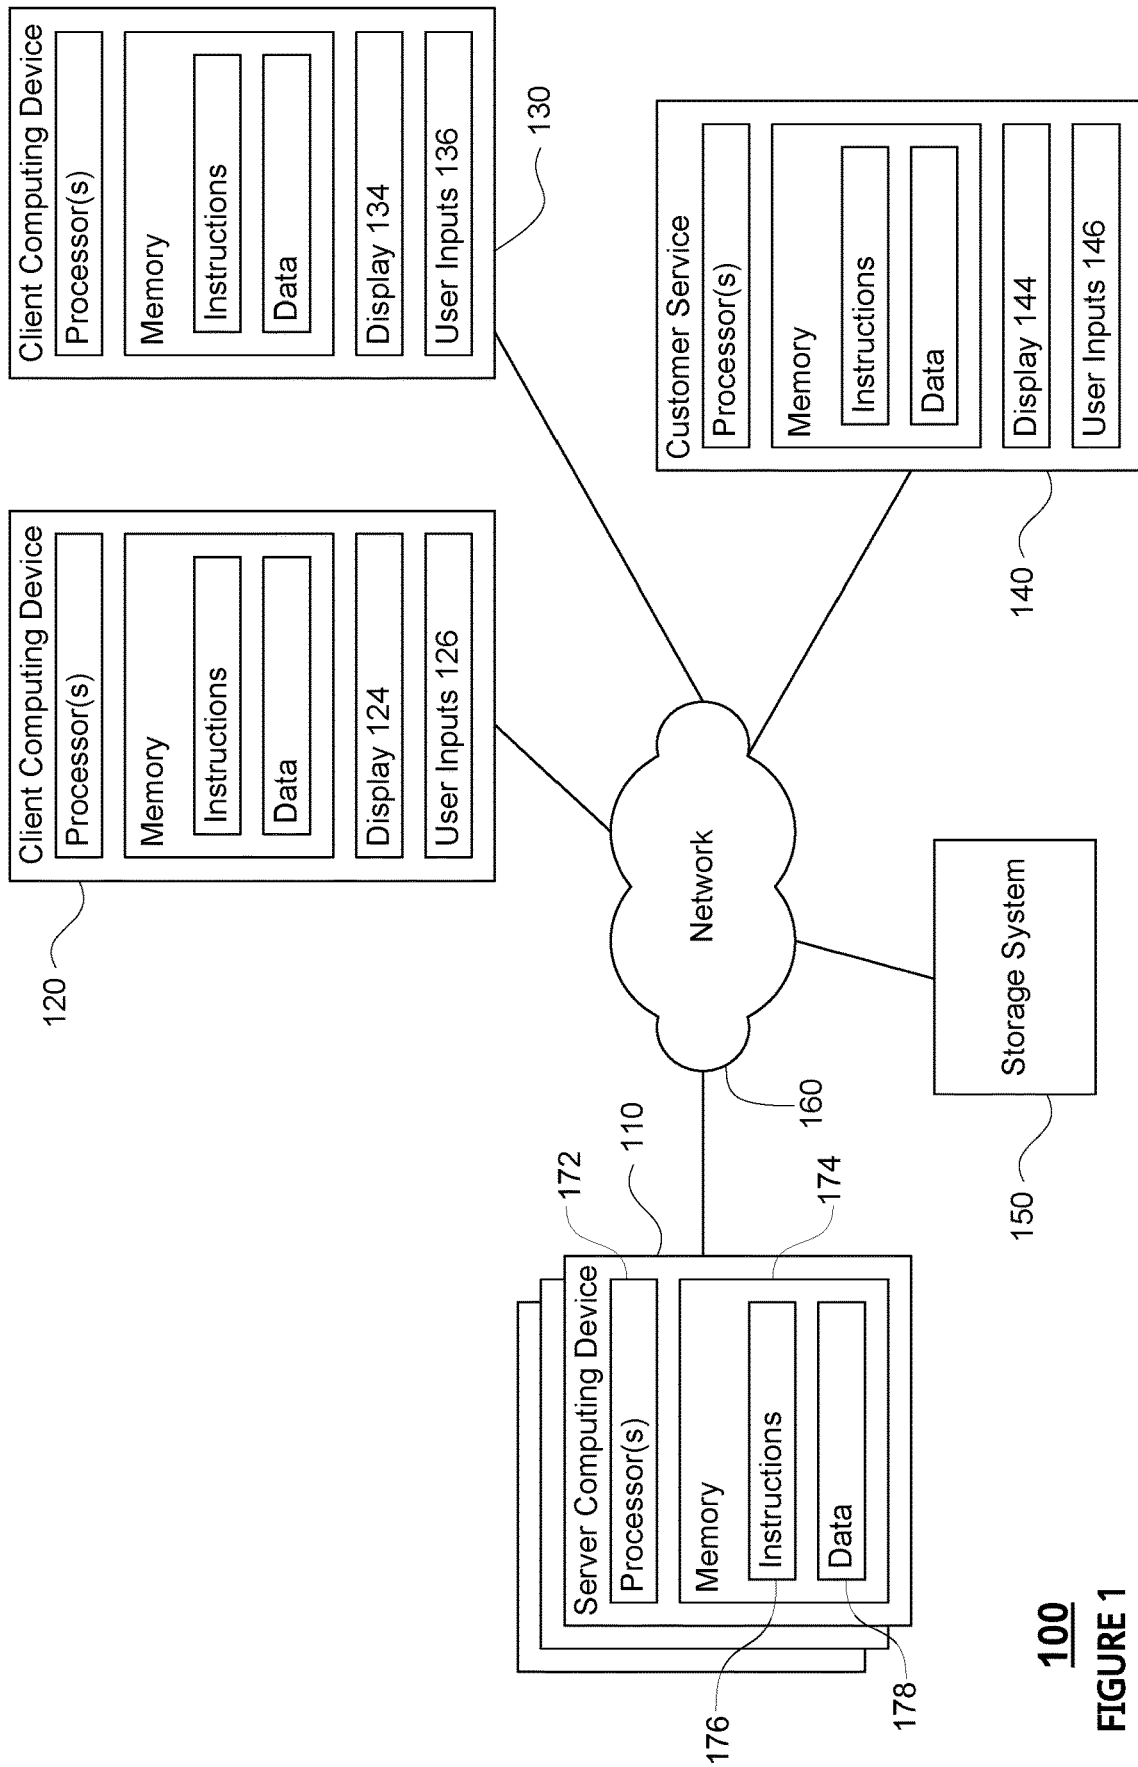 Client Computing Device
Processor(s)
Memory
Instructions
Data
Display 124
User Inputs 126
120
Client Computing Device
Processor(s)
Memory
Instructions
Data
Display 134
User Inputs 136
130
Server Computing Device
Processor(s)
Memory
Instructions
Data
172
110
174
176
178
Network
160
Customer Service
Processor(s)
Memory
Instructions
Data
Display 144
User Inputs 146
140
Storage System
150
100
FIGURE 1